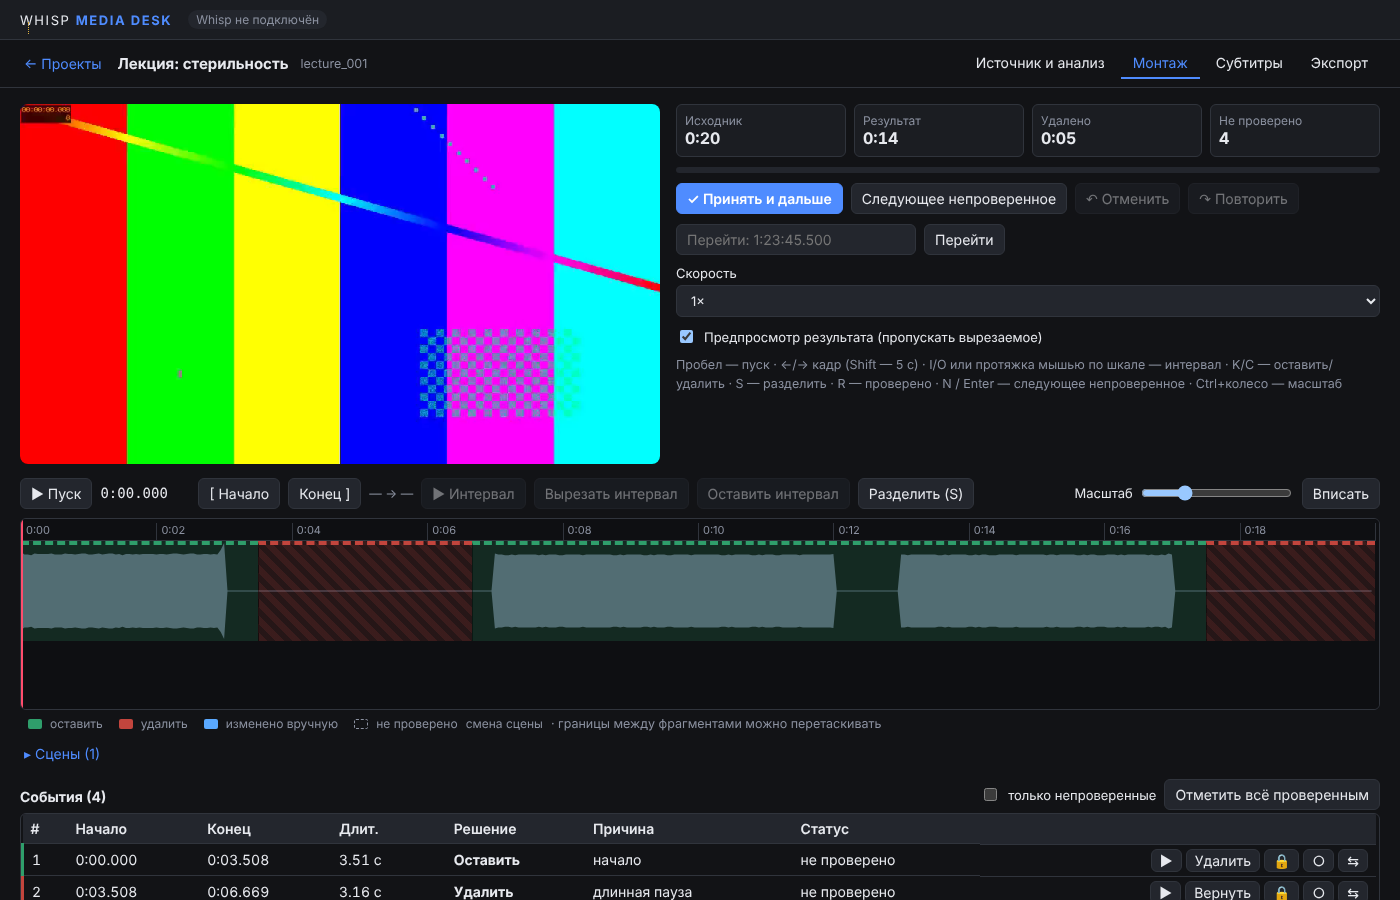 WHISP MEDIA DESK Whisp не подключён
← Проекты Лекция: стерильность lecture_001 Источник и анализ Монтаж Субтитры Экспорт
00:00:00.000
0
Исходник Результат Удалено Не проверено
0:20 0:14 0:05 4
✓ Принять и дальше Следующее непроверенное ↶ Отменить ↷ Повторить
Перейти: 1:23:45.500 Перейти
Скорость
1×
Предпросмотр результата (пропускать вырезаемое)
Пробел — пуск · ←/→ кадр (Shift — 5 с) · I/O или протяжка мышью по шкале — интервал · K/C — оставить/
удалить · S — разделить · R — проверено · N / Enter — следующее непроверенное · Ctrl+колесо — масштаб
▶ Пуск 0:00.000 [ Начало Конец ] — → — ▶ Интервал Вырезать интервал Оставить интервал Разделить (S) Масштаб Вписать
0:00 0:02 0:04 0:06 0:08 0:10 0:12 0:14 0:16 0:18
оставить удалить изменено вручную не проверено смена сцены · границы между фрагментами можно перетаскивать
▸ Сцены (1)
События (4) только непроверенные Отметить всё проверенным
# Начало Конец Длит. Решение Причина Статус
1 0:00.000 0:03.508 3.51 с Оставить начало не проверено ▶ Удалить 🔒 ○ ⇆
2 0:03.508 0:06.669 3.16 с Удалить длинная пауза не проверено ▶ Вернуть 🔒 ○ ⇆